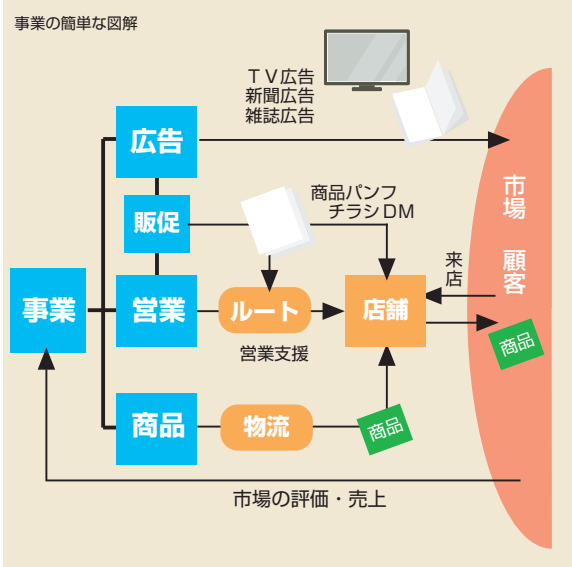 事業の簡単な図解
ＴＶ広告
新聞広告
雑誌広告
広告
販促
商品パンフ
チラシDM
市場　顧客
来店
事業
営業
ルート
店舗
営業支援
商品
商品
物流
商品
市場の評価・売上